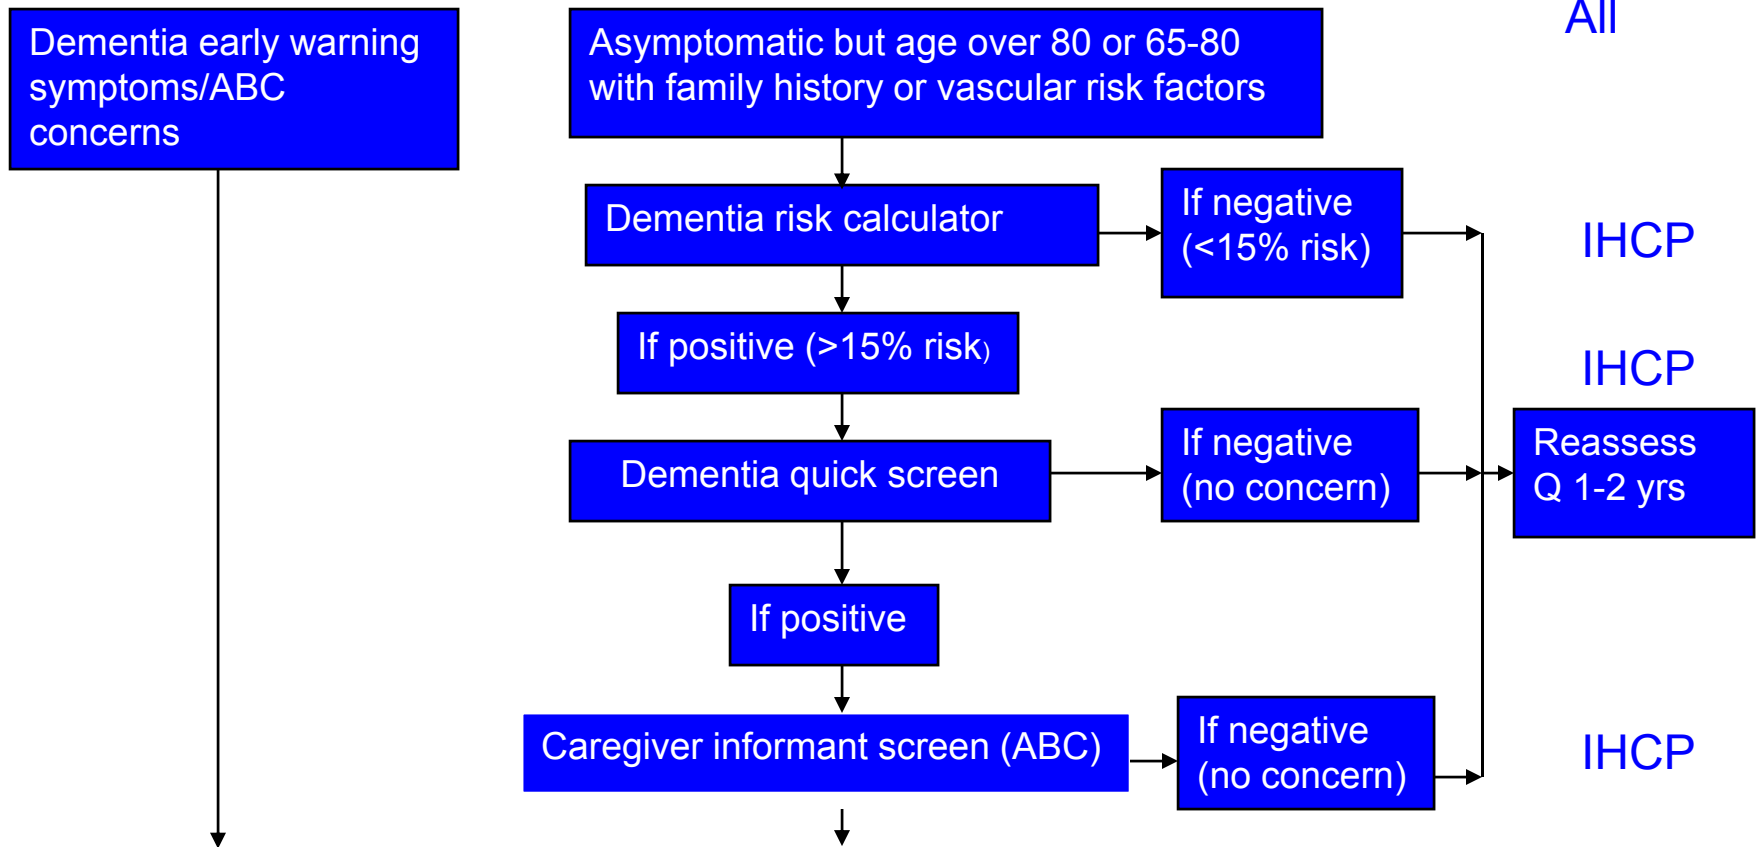 All
Dementia early warning
symptoms/ABC
concerns
Asymptomatic but age over 80 or 65-80
with family history or vascular risk factors
Dementia risk calculator
If negative
(<15% risk)
IHCP
If positive (>15% risk)
IHCP
Dementia quick screen
If negative
(no concern)
Reassess
Q 1-2 yrs
If positive
Caregiver informant screen (ABC)
If negative
(no concern)
IHCP